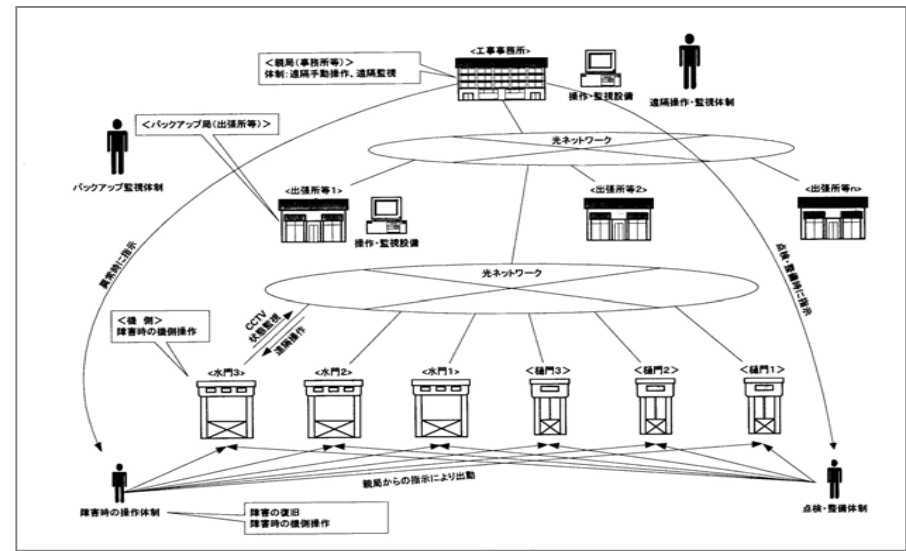 <工事事務所>
＜親局（事務所等）＞
体制：遠隔手動操作、遠隔監視
操作・監視設備
遠隔操作・監視体制
＜バックアップ局（出張所等）＞
バックアップ監視体制
光ネットワーク
<出張所等1>
<出張所等2>
<出張所等n>
操作・監視設備
異常時に指示
点検・整備時に指示
光ネットワーク
＜機　側＞
障害時の機側操作
CCTV
状態監視
遠隔操作
<水門3>
<水門2>
<水門1>
＜樋門3＞
＜樋門2＞
＜樋門1＞
親局からの指示により出動
障害時の操作体制
障害の復旧
障害時の機側操作
点検・整備体制